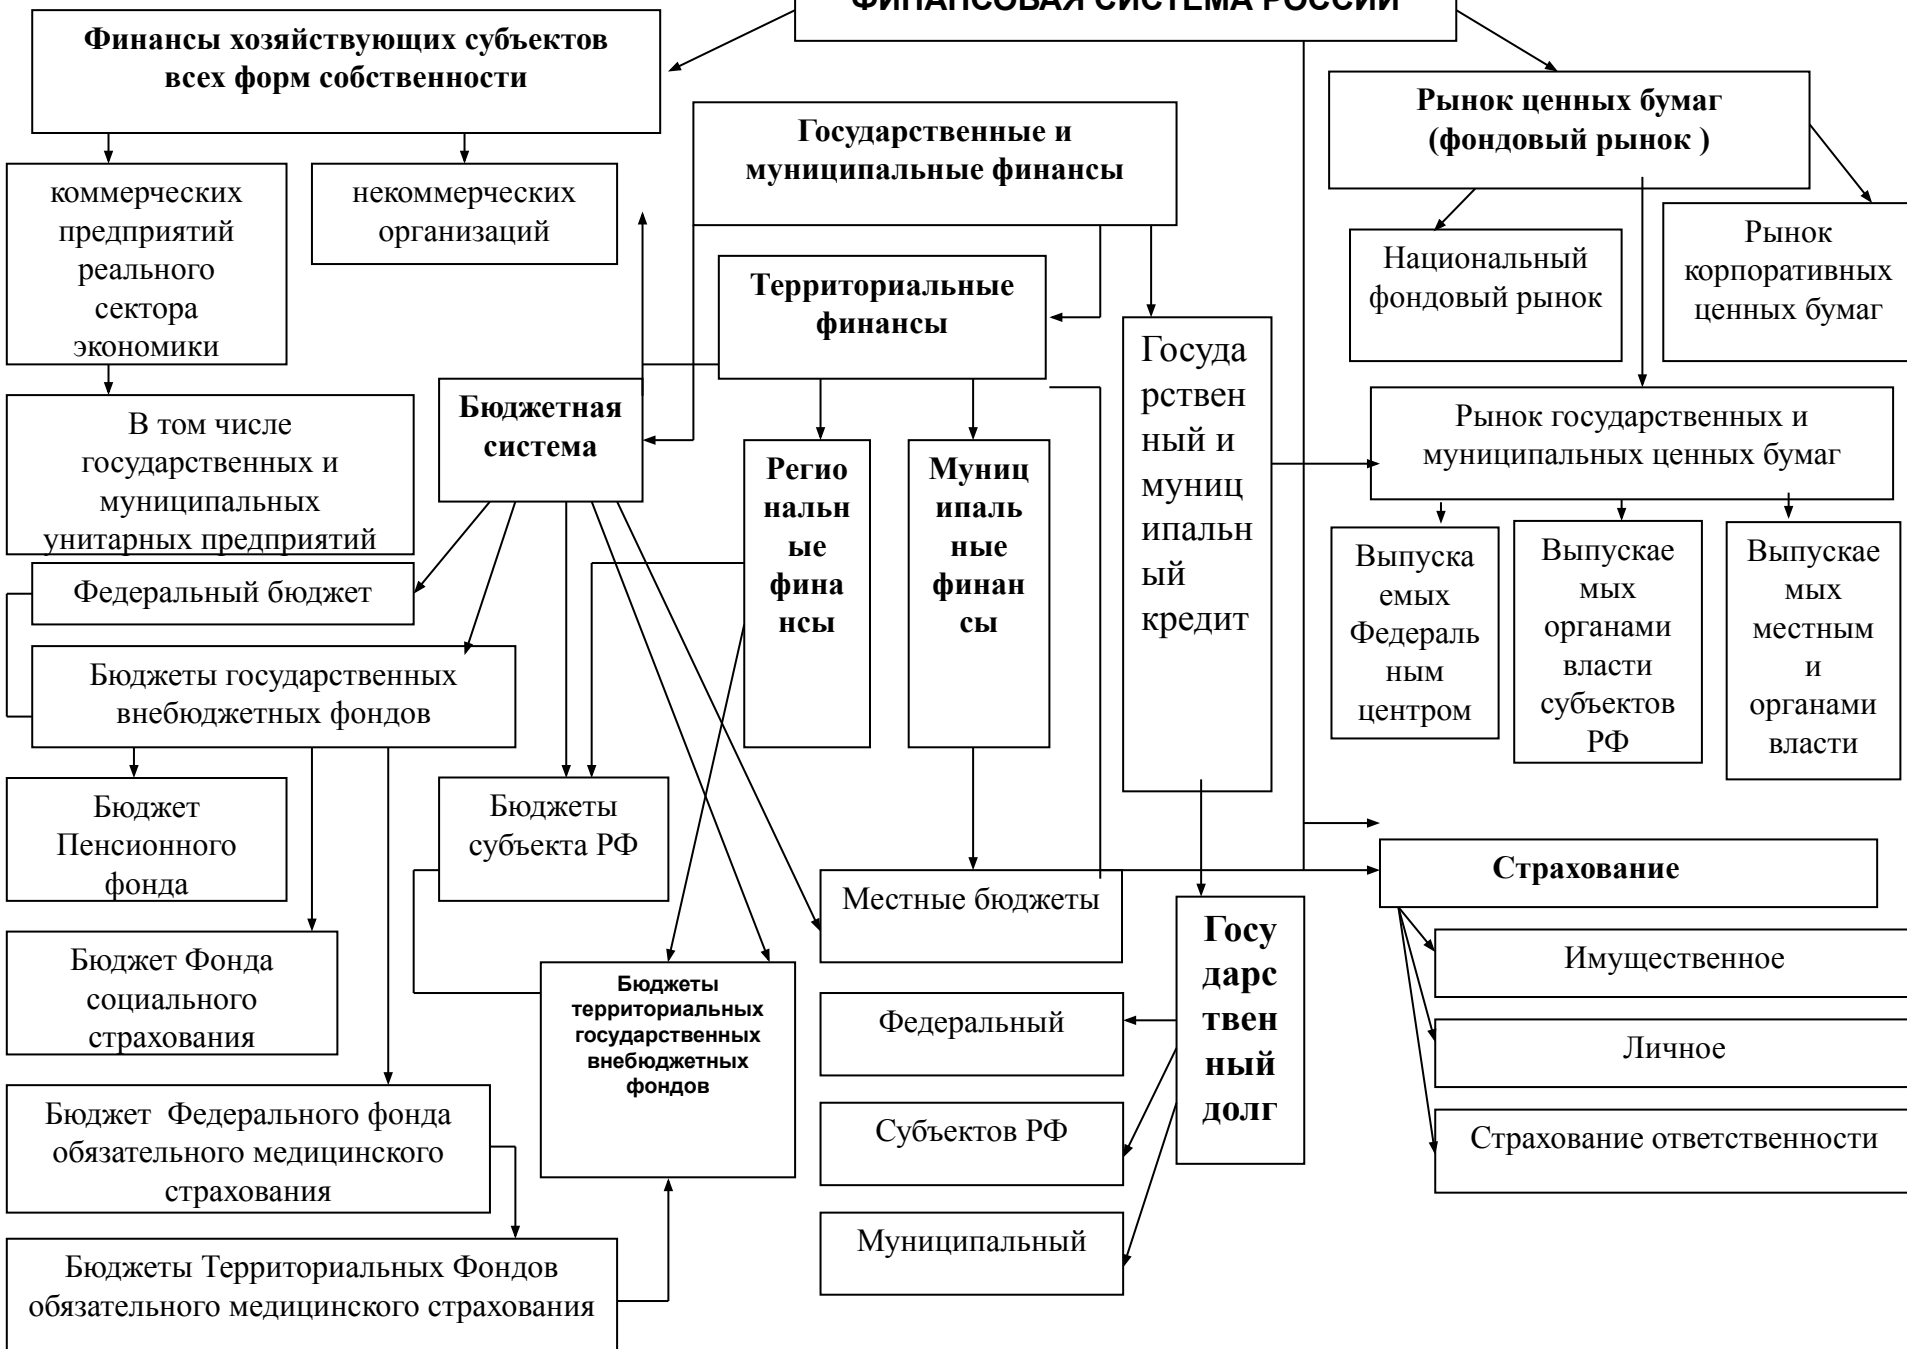 ФИНАНСОВАЯ СИСТЕМА РОССИИ
Финансы хозяйствующих субъектов
всех форм собственности
Государственные и
муниципальные финансы
Рынок ценных бумаг
(фондовый рынок )
коммерческих
предприятий
реального
сектора
экономики
некоммерческих
организаций
Территориальные
финансы
Национальный
фондовый рынок
Рынок
корпоративных
ценных бумаг
В том числе
государственных и
муниципальных
унитарных предприятий
Бюджетная
система
Регио
нальн
ые
фина
нсы
Муниц
ипаль
ные
финан
сы
Госуда
рствен
ный и
муниц
ипальн
ый
кредит
Рынок государственных и
муниципальных ценных бумаг
Выпуска
емых
Федераль
ным
центром
Выпускае
мых
органами
власти
субъектов
РФ
Выпускае
мых
местным
и
органами
власти
Федеральный бюджет
Бюджеты государственных
внебюджетных фондов
Бюджет
Пенсионного
фонда
Бюджеты
субъекта РФ
Местные бюджеты
Страхование
Бюджет Фонда
социального
страхования
Бюджеты
территориальных
государственных
внебюджетных
фондов
Госу
дарс
твен
ный
долг
Имущественное
Федеральный
Личное
Бюджет  Федерального фонда
обязательного медицинского
страхования
Субъектов РФ
Страхование ответственности
Муниципальный
Бюджеты Территориальных Фондов
обязательного медицинского страхования